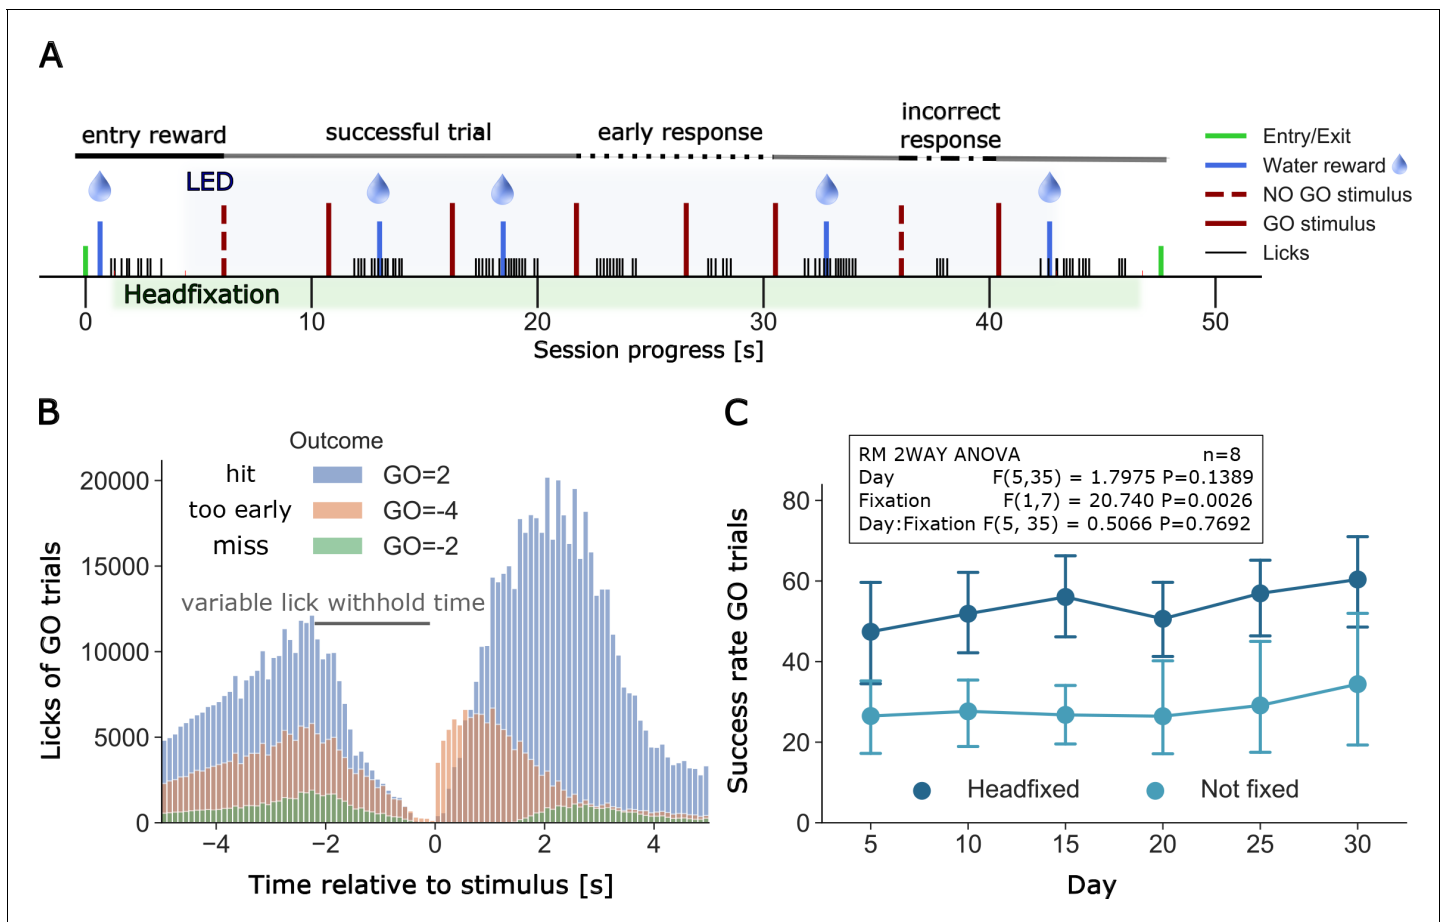 A
entry reward
successful trial
early response
incorrect
response
LED
Entry/Exit
Water reward
NO GO stimulus
GO stimulus
Licks
Headfixation
0 10 20 30 40 50
Session progress [s]
B
Outcome
hit GO=2
too early GO=-4
miss GO=-2
variable lick withhold time
20000
15000
10000
5000
0
Licks of GO trials
−4 −2 0 2 4
Time relative to stimulus [s]
C
RM 2WAY ANOVA n=8
Day F(5,35) = 1.7975 P=0.1389
Fixation F(1,7) = 20.740 P=0.0026
Day:Fixation F(5, 35) = 0.5066 P=0.7692
80
60
40
20
0
Success rate GO trials
Headfixed Not fixed
5 10 15 20 25 30
Day